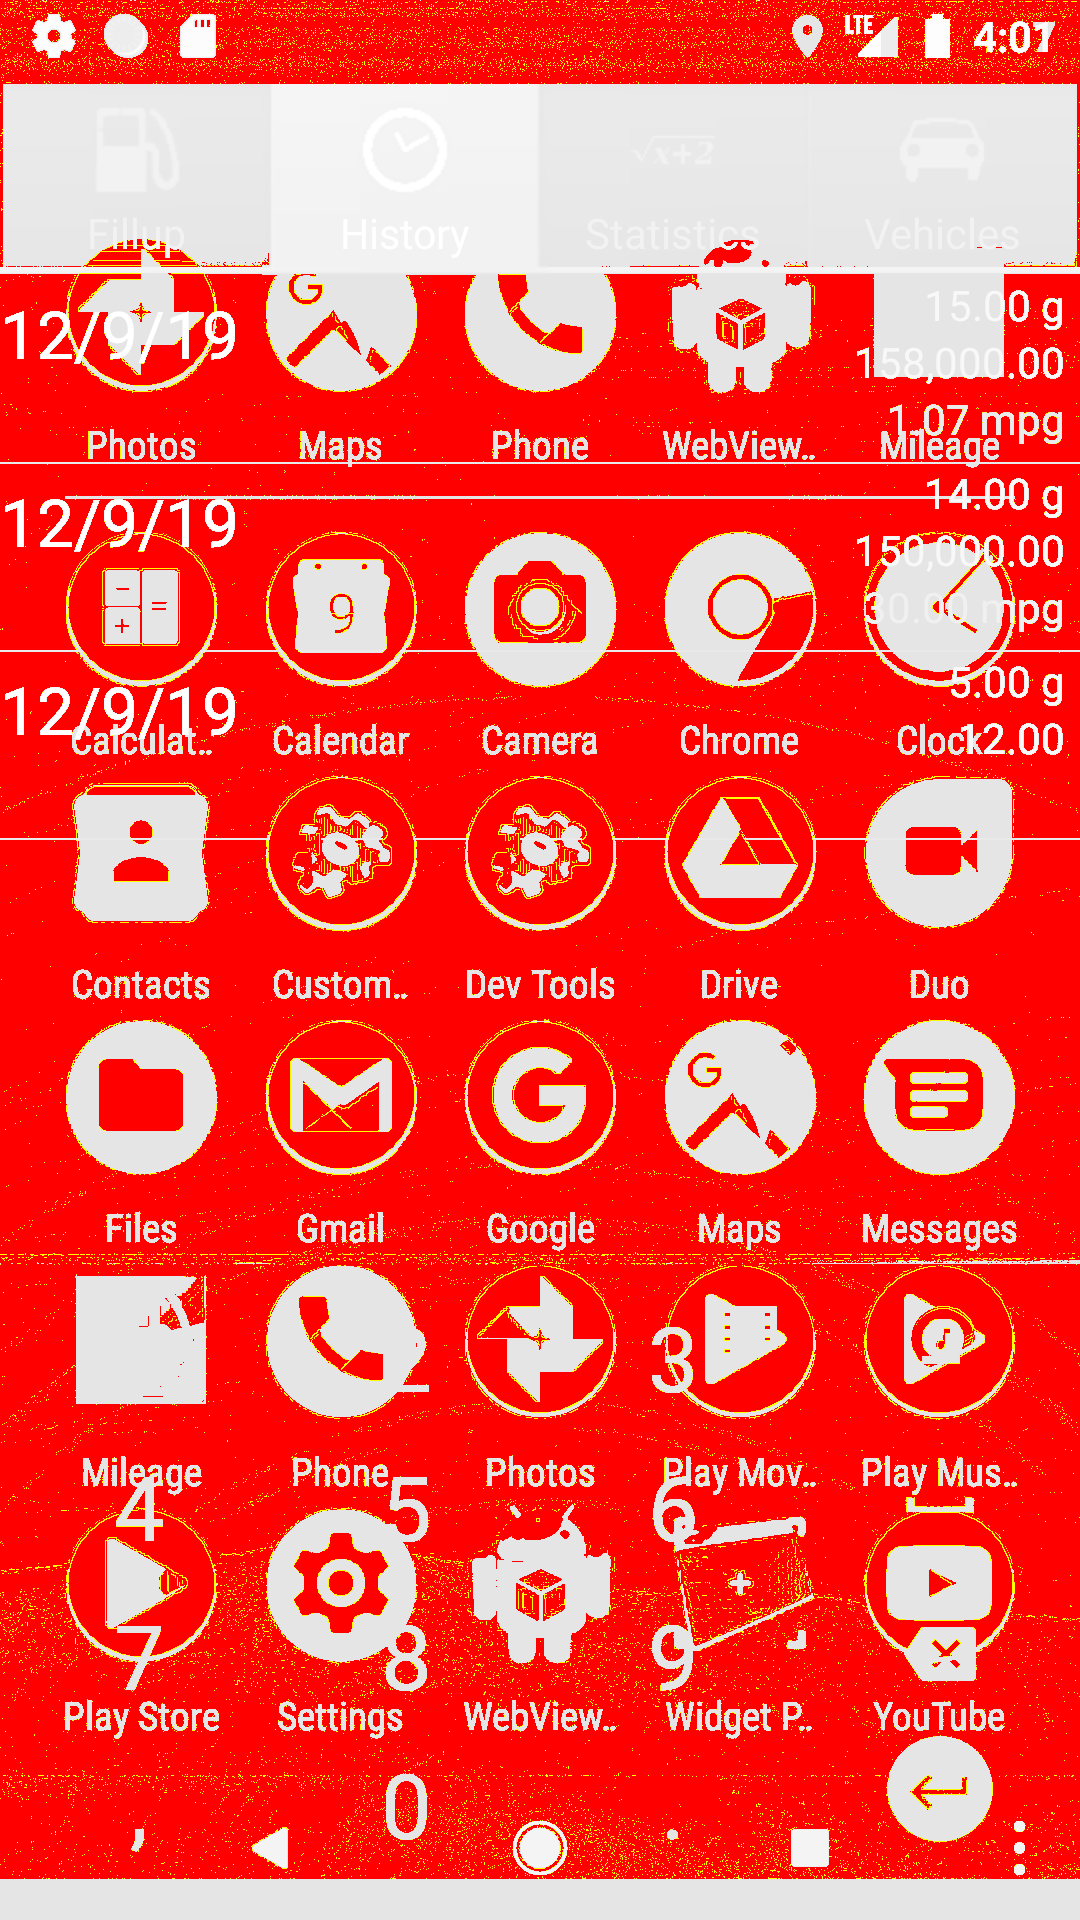 LTE 4:07
Fillup History √x+2 Statistics Vehicles
15.00 g
12/9/19
158,000.00
1.07 mpg
Photos Maps Phone WebView.. Mileage
14.00 g
12/9/19
150,000.00
30.00 mpg
9
5.00 g
12/9/19
12.00
Calculat.. Calendar Camera Chrome Clock
Contacts Custom.. Dev Tools Drive Duo
G
Files Gmail Google Maps Messages
3
Mileage Phone Photos Play Mov.. Play Mus..
4 5 6
7 8 9
Play Store Settings WebView.. Widget P.. YouTube
, 0 .